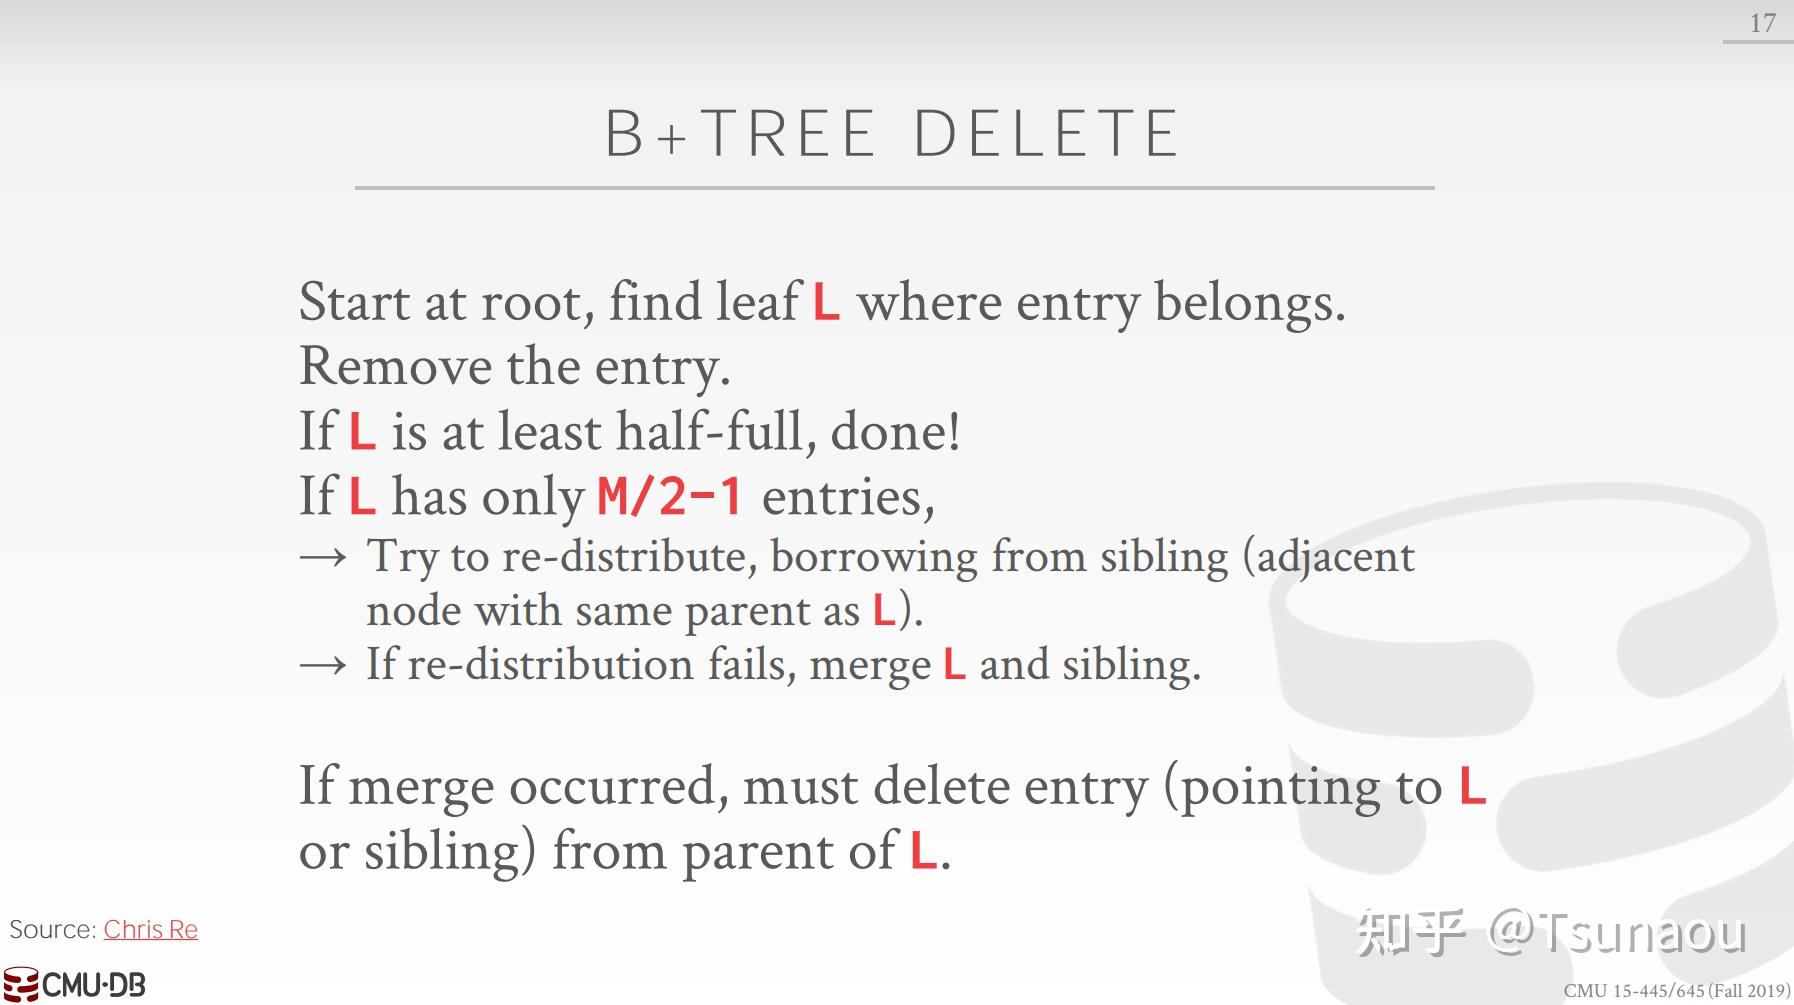 17
B+TREE DELETE
Start at root, find leaf L where entry belongs.
Remove the entry.
If L is at least half-full, done!
If L has only M/2-1 entries,
→ Try to re-distribute, borrowing from sibling (adjacent
node with same parent as L).
→ If re-distribution fails, merge L and sibling.
If merge occurred, must delete entry (pointing to L
or sibling) from parent of L.
Source: Chris Re
知乎 @Tsunaou
CMU·DB
CMU 15-445/645 (Fall 2019)